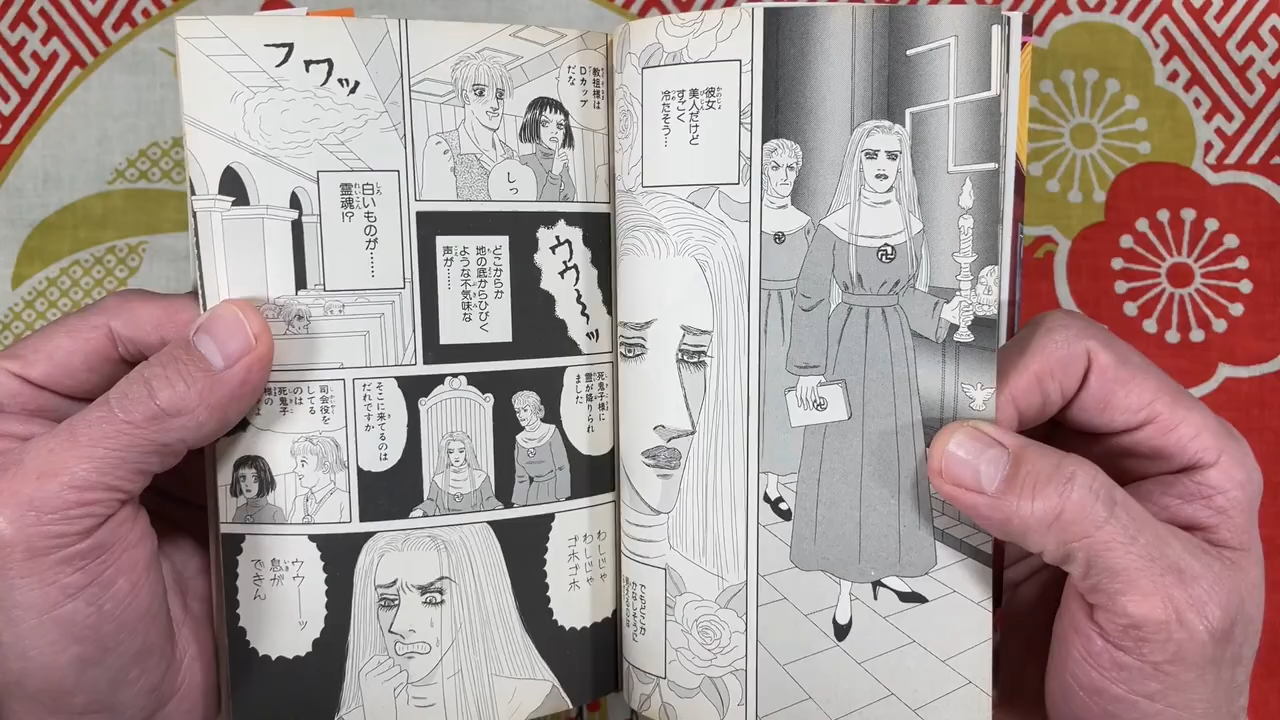 彼女
美人だけど
すごく
冷たそう…
教祖様は
Dカップ
だな
しっ
フワッ
白いものが……
霊魂!?
ウウ〜〜ッ
どこからか
地の底からひびく
ような不気味な
声が……
死鬼子様に
霊が降りられ
ました
そこに来てるのは
だれですか
司会役を
してる
のは
死鬼子
様の
わしじゃ
わしじゃ
ゴホゴホ
ウウーーッ
息が
できん